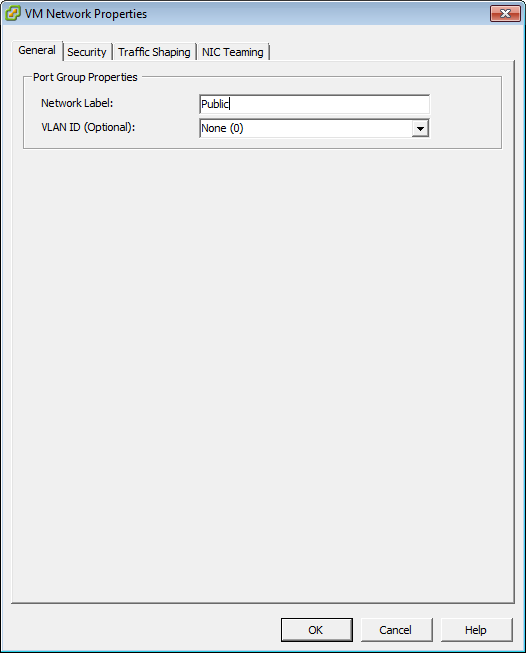 VM Network Properties
General Security Traffic Shaping NIC Teaming
Port Group Properties
Network Label: Public
VLAN ID (Optional): None (0)
OK Cancel Help